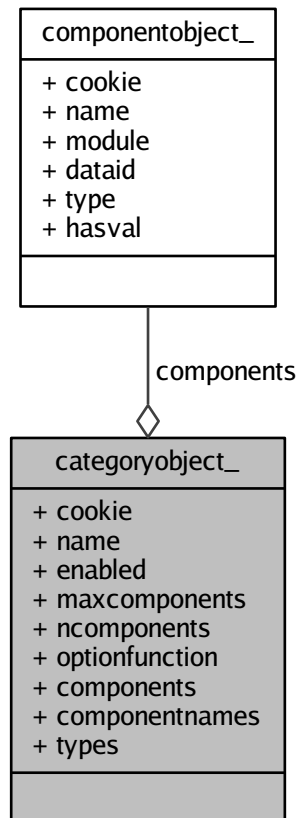 componentobject_
+ cookie
+ name
+ module
+ dataid
+ type
+ hasval
components
categoryobject_
+ cookie
+ name
+ enabled
+ maxcomponents
+ ncomponents
+ optionfunction
+ components
+ componentnames
+ types